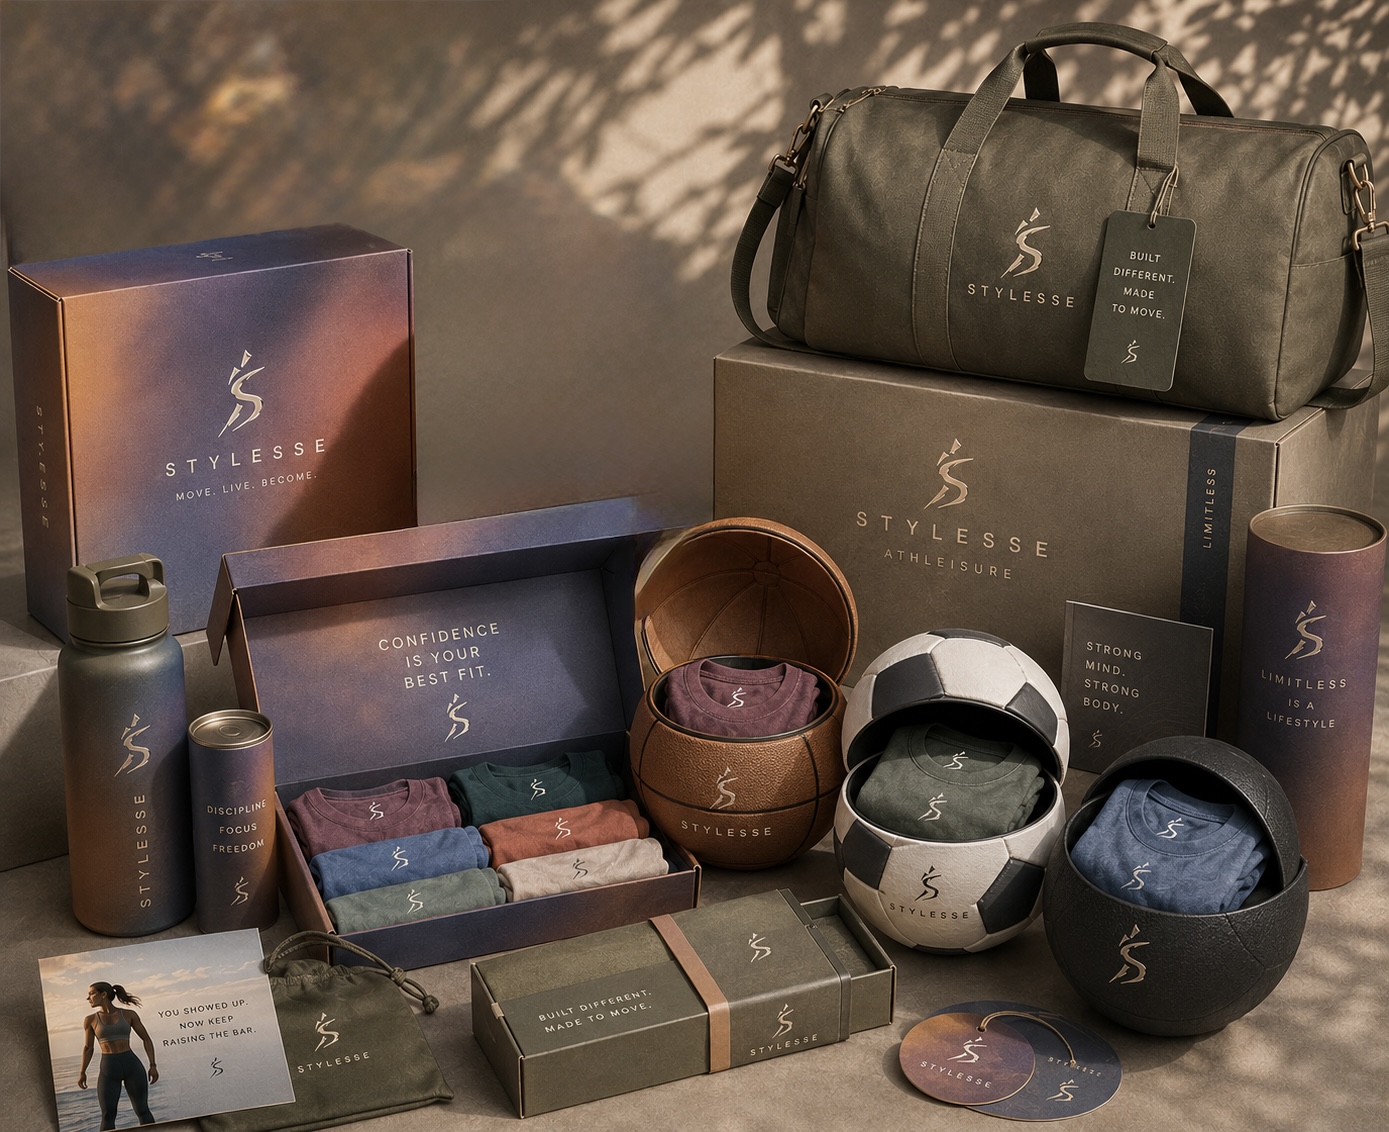 STYLESSE
MOVE. LIVE. BECOME.
STYLESSE
BUILT
DIFFERENT.
MADE
TO MOVE.
STYLESSE
STYLESSE
ATHLEISURE
LIMITLESS
STRONG
MIND.
STRONG
BODY.
LIMITLESS
IS A
LIFESTYLE
CONFIDENCE
IS YOUR
BEST FIT.
STYLESSE
DISCIPLINE
FOCUS
FREEDOM
STYLESSE
STYLESSE
YOU SHOWED UP.
NOW KEEP
RAISING THE BAR.
STYLESSE
BUILT DIFFERENT.
MADE TO MOVE.
STYLESSE
STYLESSE